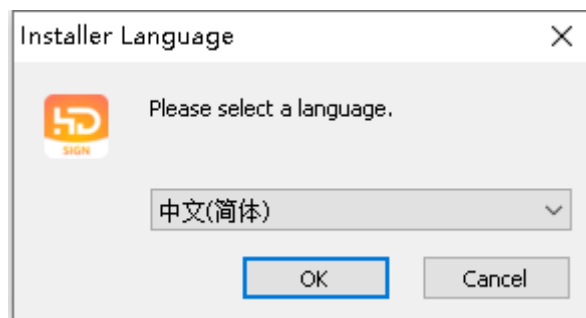 Installer Language
HD
SIGN
Please select a language.
中文(简体)
OK
Cancel